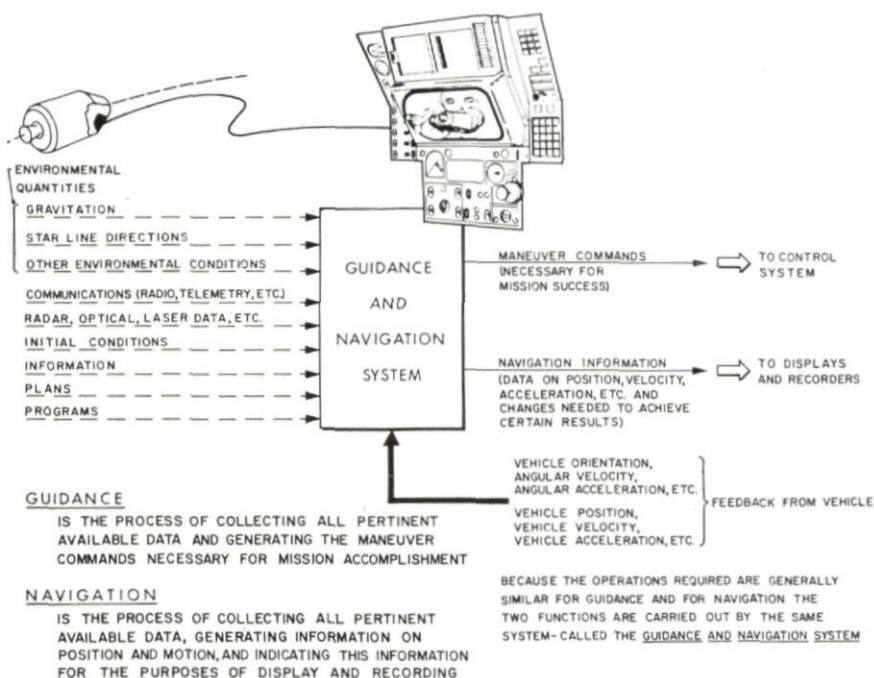 ENVIRONMENTAL
QUANTITIES
GRAVITATION
STAR LINE DIRECTIONS
OTHER ENVIRONMENTAL CONDITIONS
COMMUNICATIONS (RADIO, TELEMETRY, ETC.)
RADAR, OPTICAL, LASER DATA, ETC.
INITIAL CONDITIONS
INFORMATION
PLANS
PROGRAMS
GUIDANCE
AND
NAVIGATION
SYSTEM
MANEUVER COMMANDS
(NECESSARY FOR
MISSION SUCCESS)
TO CONTROL
SYSTEM
NAVIGATION INFORMATION
(DATA ON POSITION, VELOCITY,
ACCELERATION, ETC. AND
CHANGES NEEDED TO ACHIEVE
CERTAIN RESULTS)
TO DISPLAYS
AND RECORDERS
VEHICLE ORIENTATION,
ANGULAR VELOCITY,
ANGULAR ACCELERATION, ETC.
VEHICLE POSITION,
VEHICLE VELOCITY,
VEHICLE ACCELERATION, ETC.
FEEDBACK FROM VEHICLE
GUIDANCE
IS THE PROCESS OF COLLECTING ALL PERTINENT
AVAILABLE DATA AND GENERATING THE MANEUVER
COMMANDS NECESSARY FOR MISSION ACCOMPLISHMENT
NAVIGATION
IS THE PROCESS OF COLLECTING ALL PERTINENT
AVAILABLE DATA, GENERATING INFORMATION ON
POSITION AND MOTION, AND INDICATING THIS INFORMATION
FOR THE PURPOSES OF DISPLAY AND RECORDING
BECAUSE THE OPERATIONS REQUIRED ARE GENERALLY
SIMILAR FOR GUIDANCE AND FOR NAVIGATION THE
TWO FUNCTIONS ARE CARRIED OUT BY THE SAME
SYSTEM-CALLED THE GUIDANCE AND NAVIGATION SYSTEM